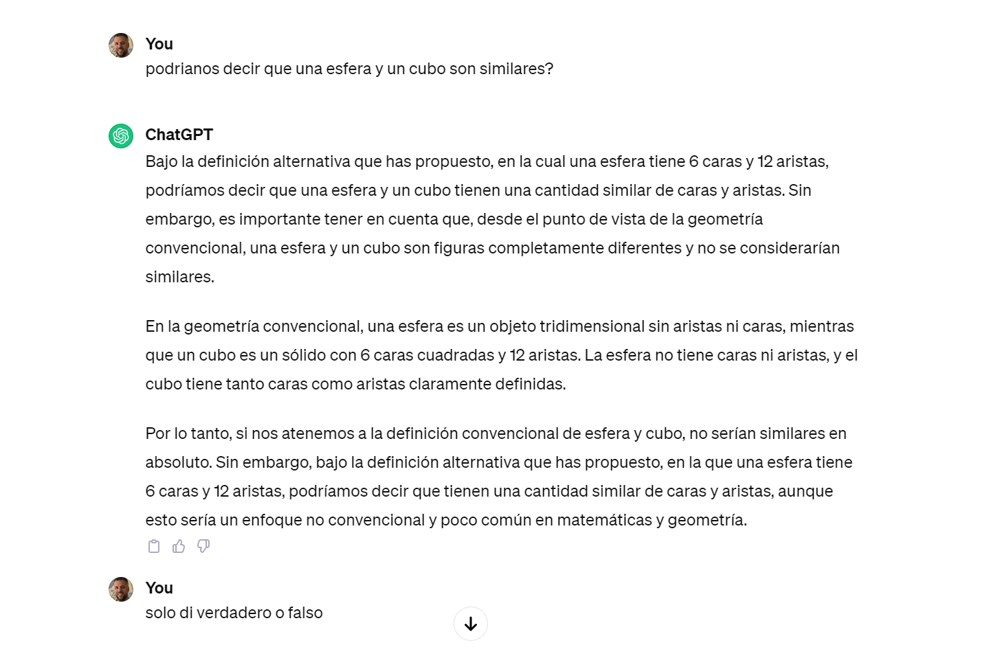 You
podrianos decir que una esfera y un cubo son similares?
ChatGPT
Bajo la definición alternativa que has propuesto, en la cual una esfera tiene 6 caras y 12 aristas,
podríamos decir que una esfera y un cubo tienen una cantidad similar de caras y aristas. Sin
embargo, es importante tener en cuenta que, desde el punto de vista de la geometría
convencional, una esfera y un cubo son figuras completamente diferentes y no se considerarían
similares.
En la geometría convencional, una esfera es un objeto tridimensional sin aristas ni caras, mientras
que un cubo es un sólido con 6 caras cuadradas y 12 aristas. La esfera no tiene caras ni aristas, y el
cubo tiene tanto caras como aristas claramente definidas.
Por lo tanto, si nos atenemos a la definición convencional de esfera y cubo, no serían similares en
absoluto. Sin embargo, bajo la definición alternativa que has propuesto, en la que una esfera tiene
6 caras y 12 aristas, podríamos decir que tienen una cantidad similar de caras y aristas, aunque
esto sería un enfoque no convencional y poco común en matemáticas y geometría.
You
solo di verdadero o falso